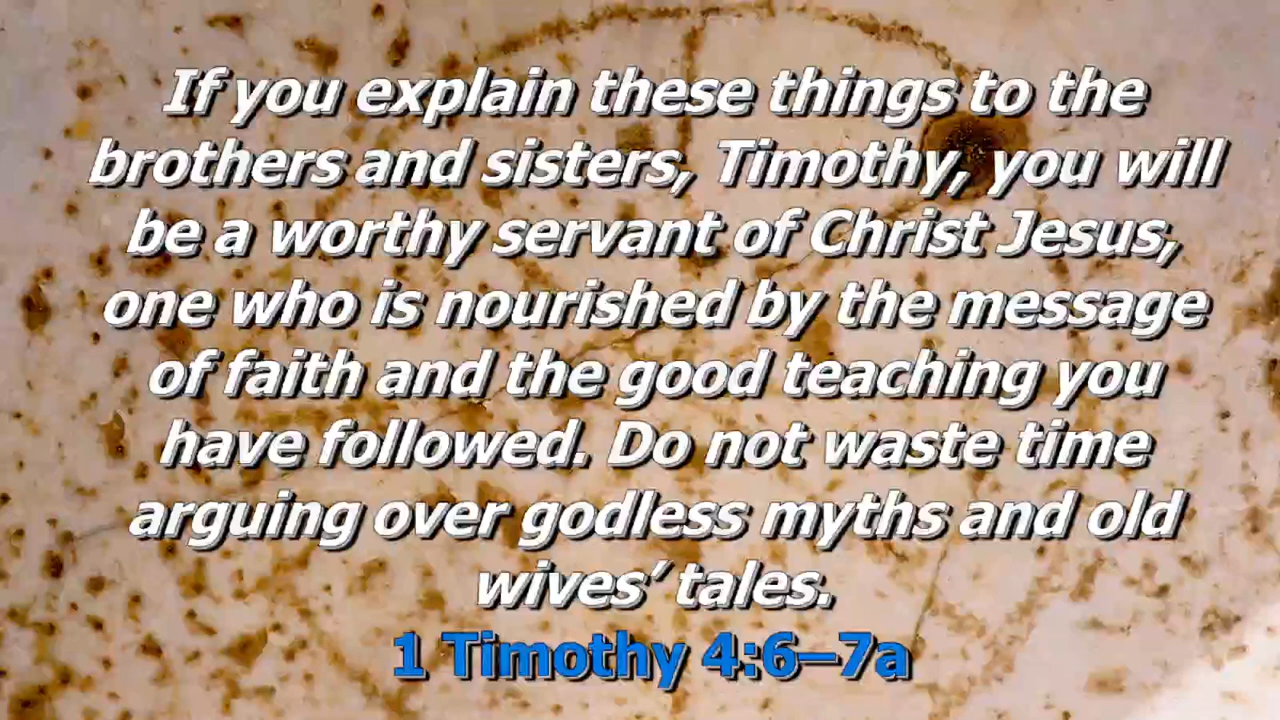 If you explain these things to the
brothers and sisters, Timothy, you will
be a worthy servant of Christ Jesus,
one who is nourished by the message
of faith and the good teaching you
have followed. Do not waste time
arguing over godless myths and old
wives’ tales.
1 Timothy 4:6–7a